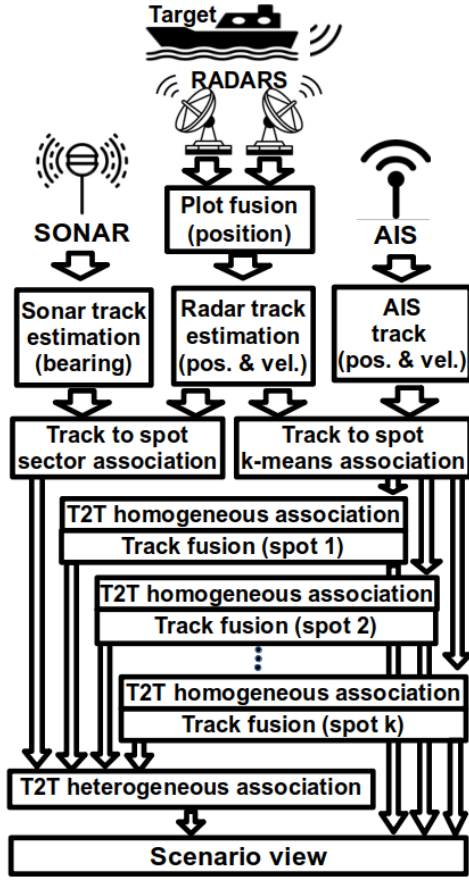 Target
RADARS
SONAR
Plot fusion
(position)
AIS
Sonar track
estimation
(bearing)
Radar track
estimation
(pos. & vel.)
AIS
track
(pos. & vel.)
Track to spot
sector association
Track to spot
k-means association
T2T homogeneous association
Track fusion (spot 1)
T2T homogeneous association
Track fusion (spot 2)
T2T homogeneous association
Track fusion (spot k)
T2T heterogeneous association
Scenario view